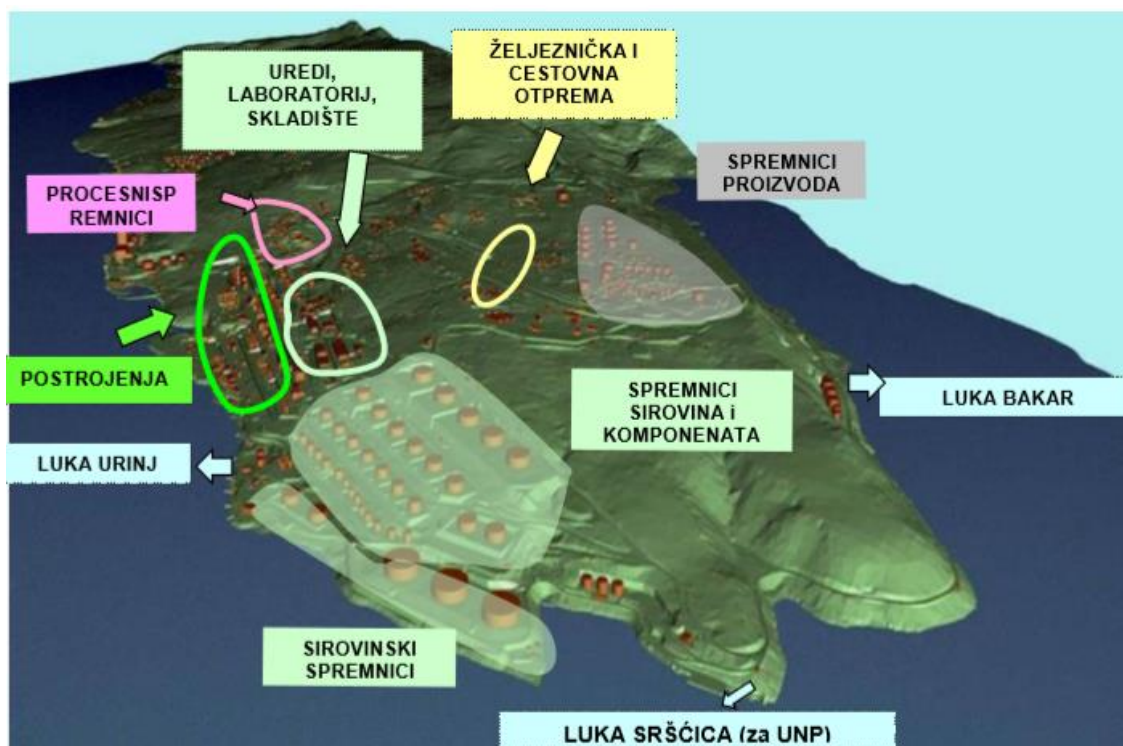 ŽELJEZNIČKA I
CESTOVNA
OTPREMA
UREDI,
LABORATORIJ,
SKLADIŠTE
SPREMNICI
PROIZVODA
PROCESNISP
REMNICI
POSTROJENJA
SPREMNICI
SIROVINA i
KOMPONENATA
LUKA BAKAR
LUKA URINJ
SIROVINSKI
SPREMNICI
LUKA SRŠĆICA (za UNP)